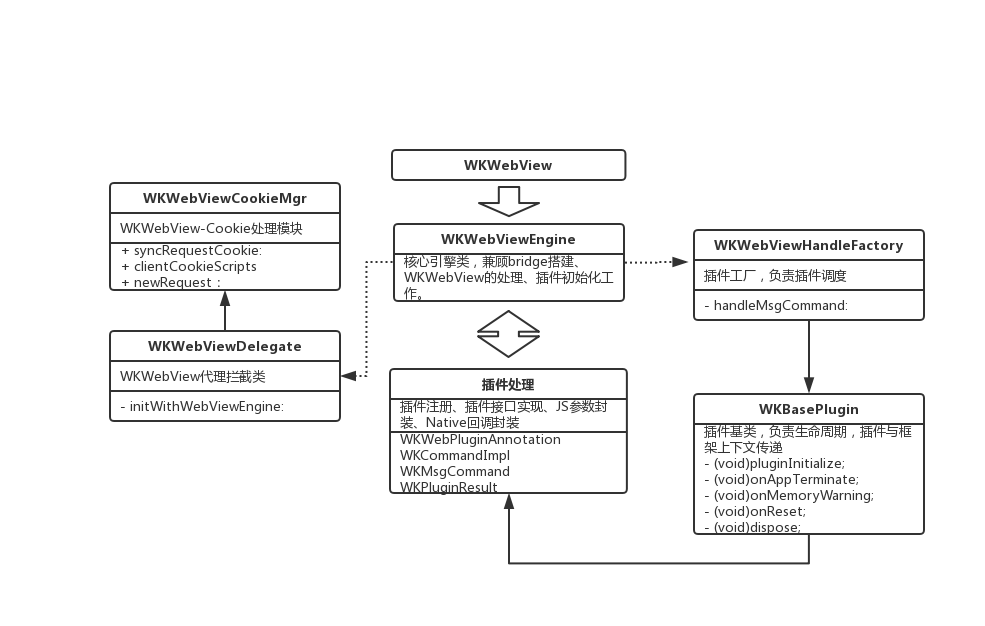 WKWebView
WKWebViewCookieMgr
WKWebView-Cookie处理模块
+ syncRequestCookie:
+ clientCookieScripts
+ newRequest：
WKWebViewEngine
核心引擎类，兼顾bridge搭建、
WKWebView的处理、插件初始化工
作。
WKWebViewHandleFactory
插件工厂，负责插件调度
- handleMsgCommand:
WKWebViewDelegate
WKWebView代理拦截类
- initWithWebViewEngine:
插件处理
插件注册、插件接口实现、JS参数封
装、Native回调封装
WKWebPluginAnnotation
WKCommandImpl
WKMsgCommand
WKPluginResult
WKBasePlugin
插件基类，负责生命周期，插件与框
架上下文传递
- (void)pluginInitialize;
- (void)onAppTerminate;
- (void)onMemoryWarning;
- (void)onReset;
- (void)dispose;